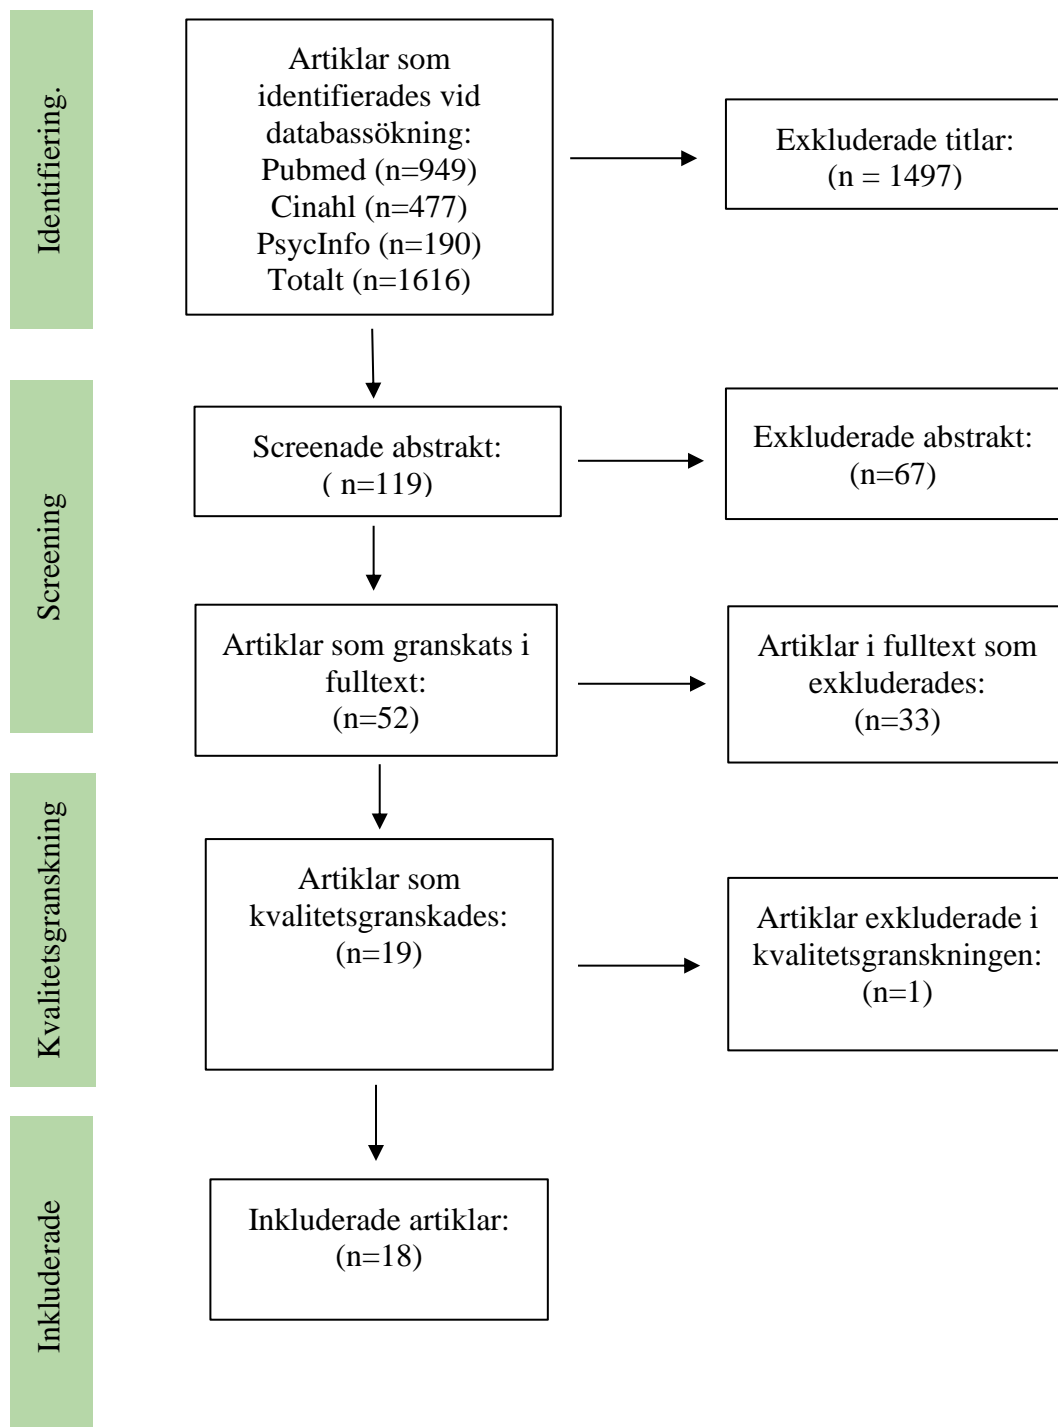 Identifiering.
Artiklar som
identifierades vid
databassökning:
Pubmed (n=949)
Cinahl (n=477)
PsycInfo (n=190)
Totalt (n=1616)
Exkluderade titlar:
(n = 1497)
Screening
Screenade abstrakt:
( n=119)
Exkluderade abstrakt:
(n=67)
Artiklar som granskats i
fulltext:
(n=52)
Artiklar i fulltext som
exkluderades:
(n=33)
Kvalitetsgranskning
Artiklar som
kvalitetsgranskades:
(n=19)
Artiklar exkluderade i
kvalitetsgranskningen:
(n=1)
Inkluderade
Inkluderade artiklar:
(n=18)